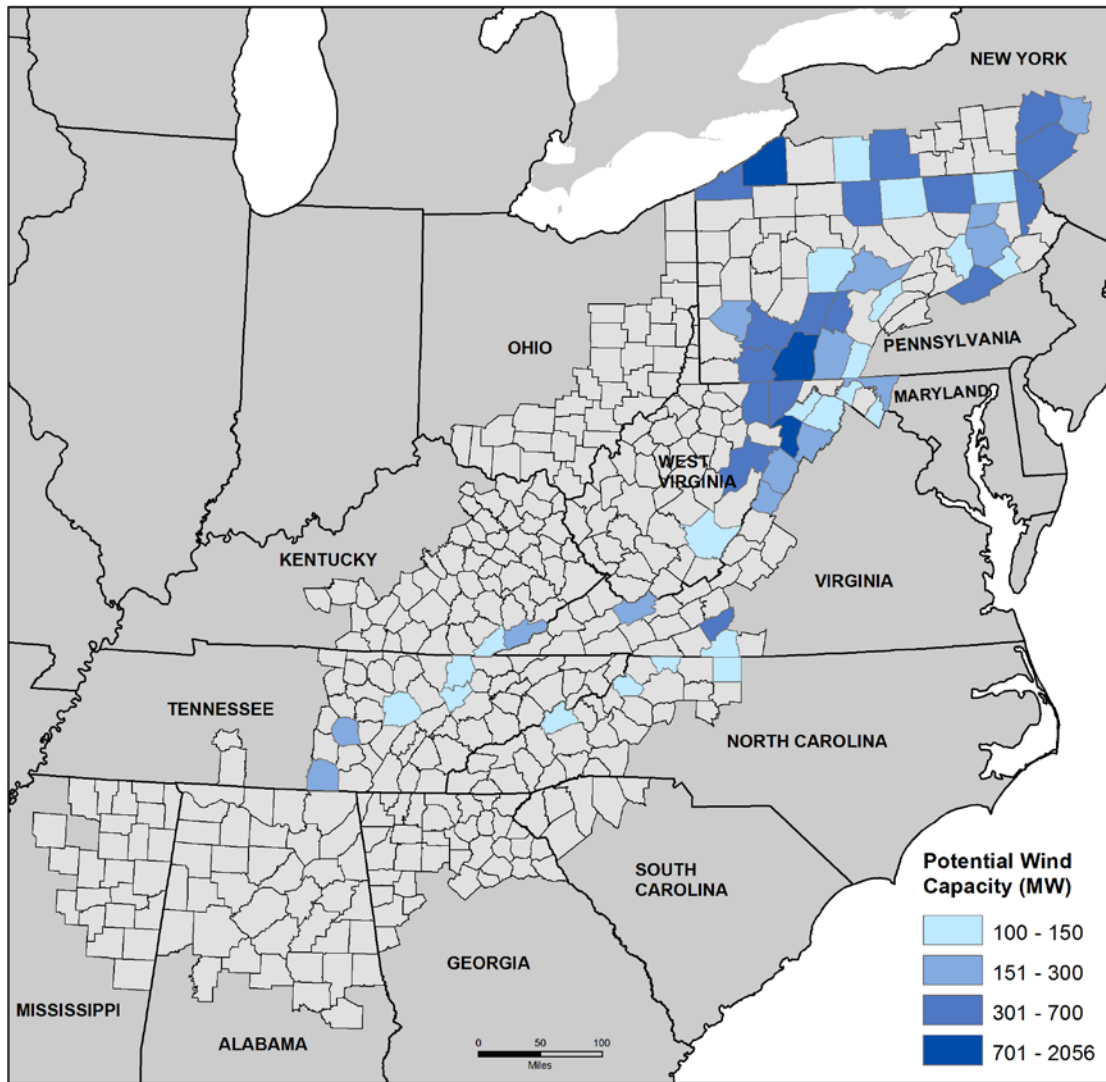 NEW YORK
PENNSYLVANIA
OHIO
MARYLAND
WEST
VIRGINIA
KENTUCKY
VIRGINIA
TENNESSEE
NORTH CAROLINA
SOUTH
CAROLINA
GEORGIA
MISSISSIPPI
ALABAMA
0 50 100
Miles
Potential Wind
Capacity (MW)
100 - 150
151 - 300
301 - 700
701 - 2056